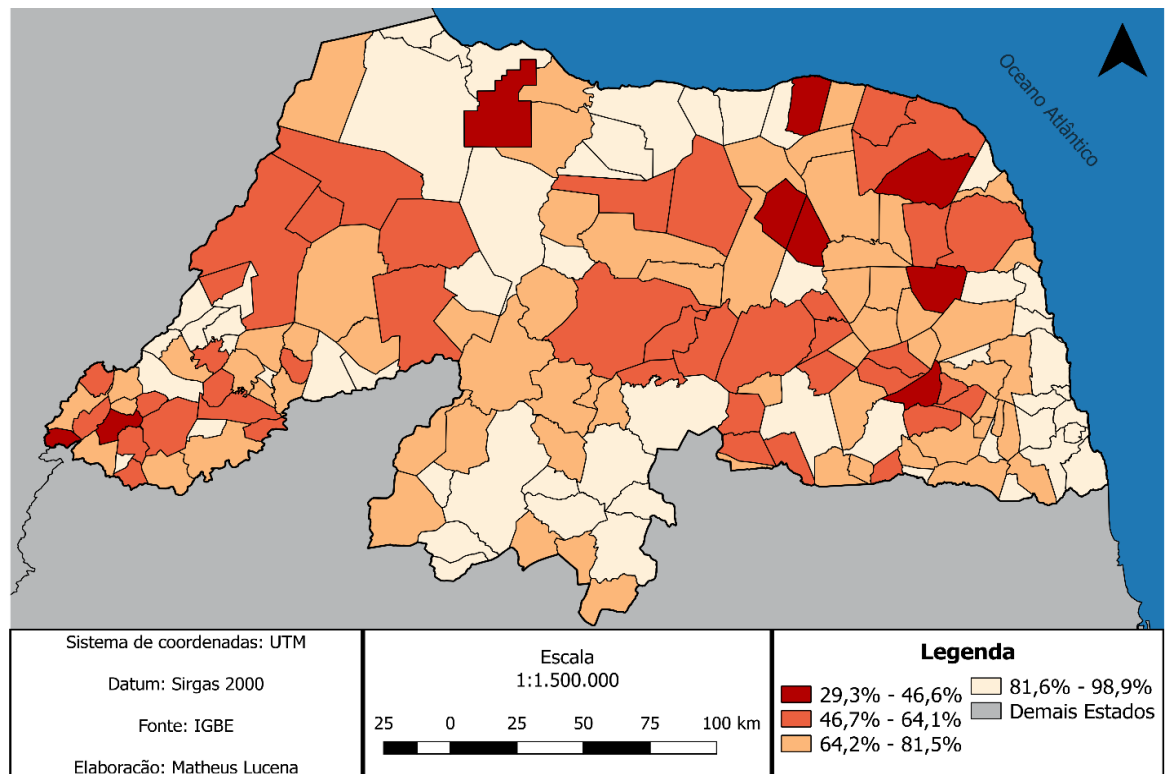 Oceano Atlântico
Sistema de coordenadas: UTM
Datum: Sirgas 2000
Fonte: IGBE
Elaboração: Matheus Lucena
Escala
1:1.500.000
25 0 25 50 75 100 km
Legenda
29,3% - 46,6%
46,7% - 64,1%
64,2% - 81,5%
81,6% - 98,9%
Demais Estados